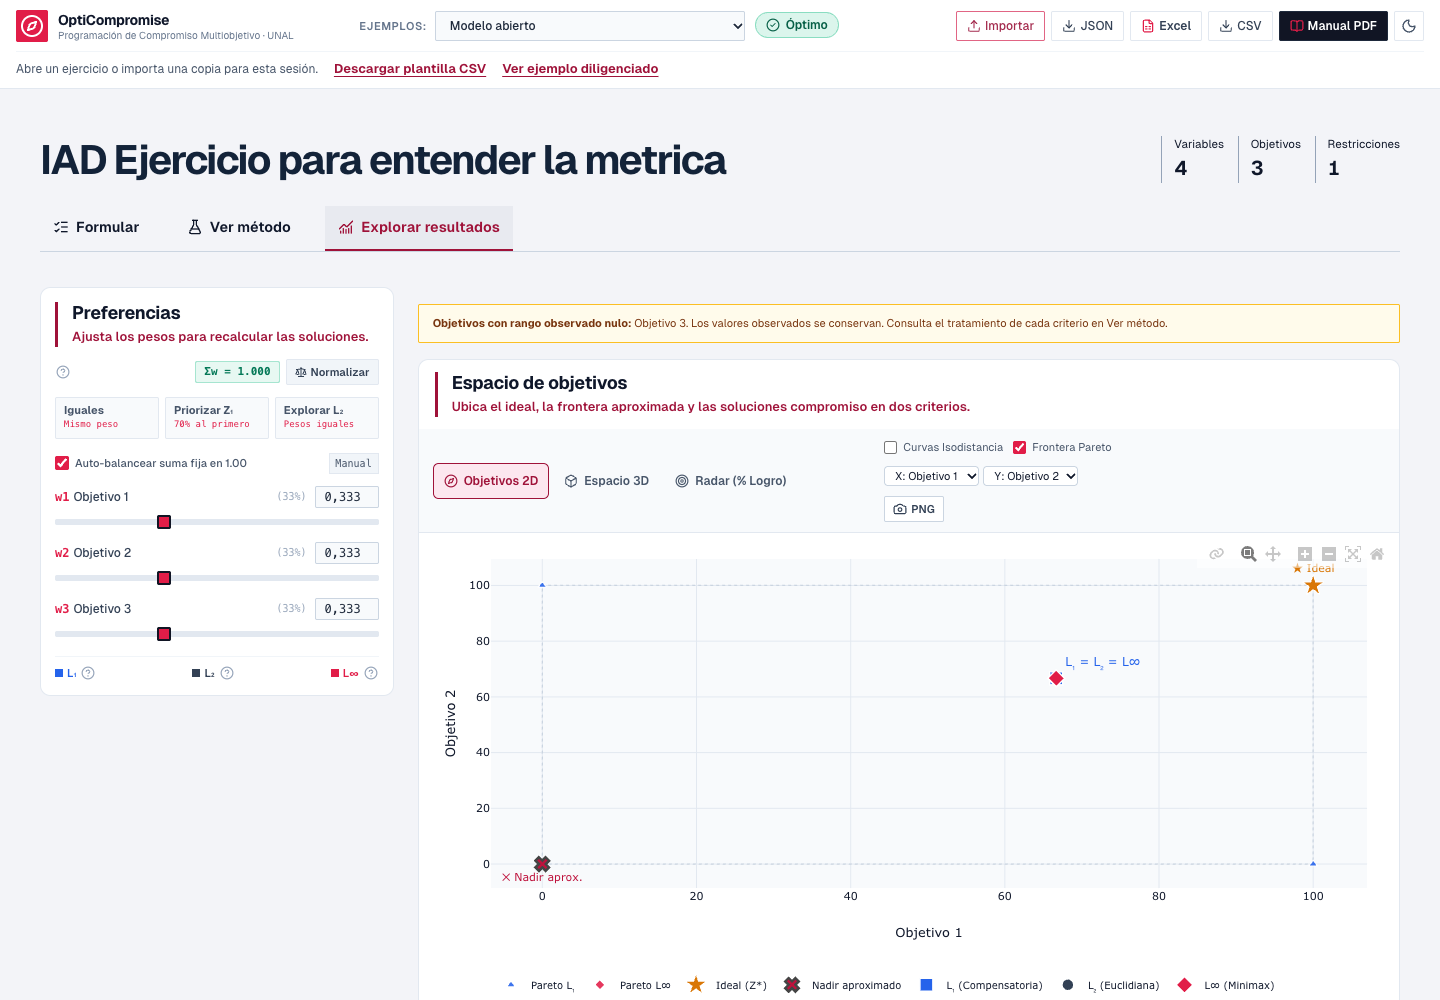 OptiCompromise
Programación de Compromiso Multiobjetivo · UNAL
EJEMPLOS:
Modelo abierto
Óptimo
Importar
JSON
Excel
CSV
Manual PDF
Abre un ejercicio o importa una copia para esta sesión.
Descargar plantilla CSV
Ver ejemplo diligenciado
IAD Ejercicio para entender la metrica
Variables
4
Objetivos
3
Restricciones
1
Formular
Ver método
Explorar resultados
Preferencias
Ajusta los pesos para recalcular las soluciones.
Σw = 1.000
Normalizar
Iguales
Mismo peso
Priorizar Z₁
70% al primero
Explorar L₂
Pesos iguales
Auto-balancear suma fija en 1.00
Manual
w1 Objetivo 1 (33%) 0,333
w2 Objetivo 2 (33%) 0,333
w3 Objetivo 3 (33%) 0,333
L₁
L₂
L∞
Objetivos con rango observado nulo: Objetivo 3. Los valores observados se conservan. Consulta el tratamiento de cada criterio en Ver método.
Espacio de objetivos
Ubica el ideal, la frontera aproximada y las soluciones compromiso en dos criterios.
Objetivos 2D
Espacio 3D
Radar (% Logro)
Curvas Isodistancia
Frontera Pareto
X: Objetivo 1
Y: Objetivo 2
PNG
★ Ideal
L₁ = L₂ = L∞
× Nadir aprox.
100
80
60
40
20
0
Objetivo 2
0 20 40 60 80 100
Objetivo 1
Pareto L₁
Pareto L∞
Ideal (Z*)
Nadir aproximado
L₁ (Compensatoria)
L₂ (Euclidiana)
L∞ (Minimax)